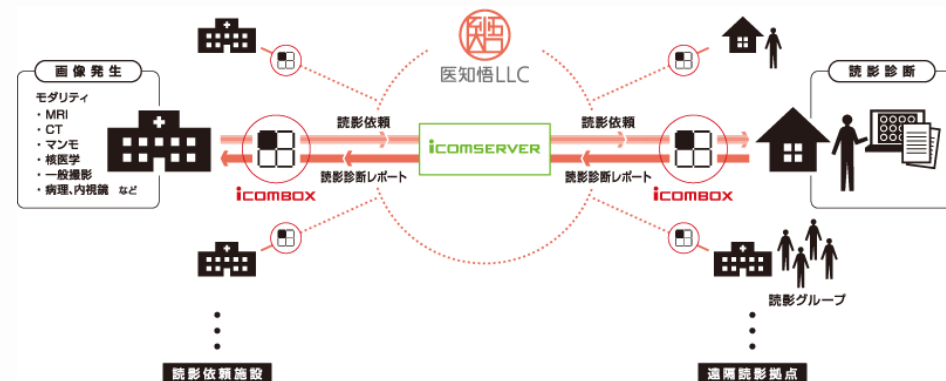 医知悟
医知悟LLC
画像発生
モダリティ
・MRI
・CT
・マンモ
・核医学
・一般撮影
・病理、内視鏡 など
読影依頼
読影診断レポート
icomBOX
icomSERVER
読影依頼
読影診断レポート
icomBOX
読影診断
読影グループ
読影依頼施設
遠隔読影拠点